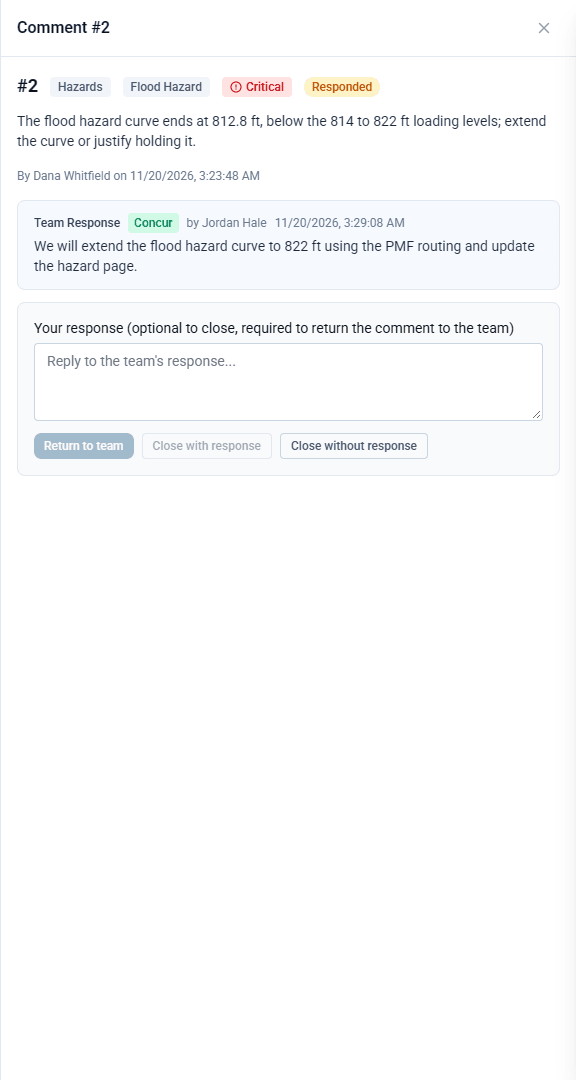 Comment #2
#2 Hazards Flood Hazard Critical Responded
The flood hazard curve ends at 812.8 ft, below the 814 to 822 ft loading levels; extend
the curve or justify holding it.
By Dana Whitfield on 11/20/2026, 3:23:48 AM
Team Response Concur by Jordan Hale 11/20/2026, 3:29:08 AM
We will extend the flood hazard curve to 822 ft using the PMF routing and update
the hazard page.
Your response (optional to close, required to return the comment to the team)
Reply to the team's response...
Return to team Close with response Close without response